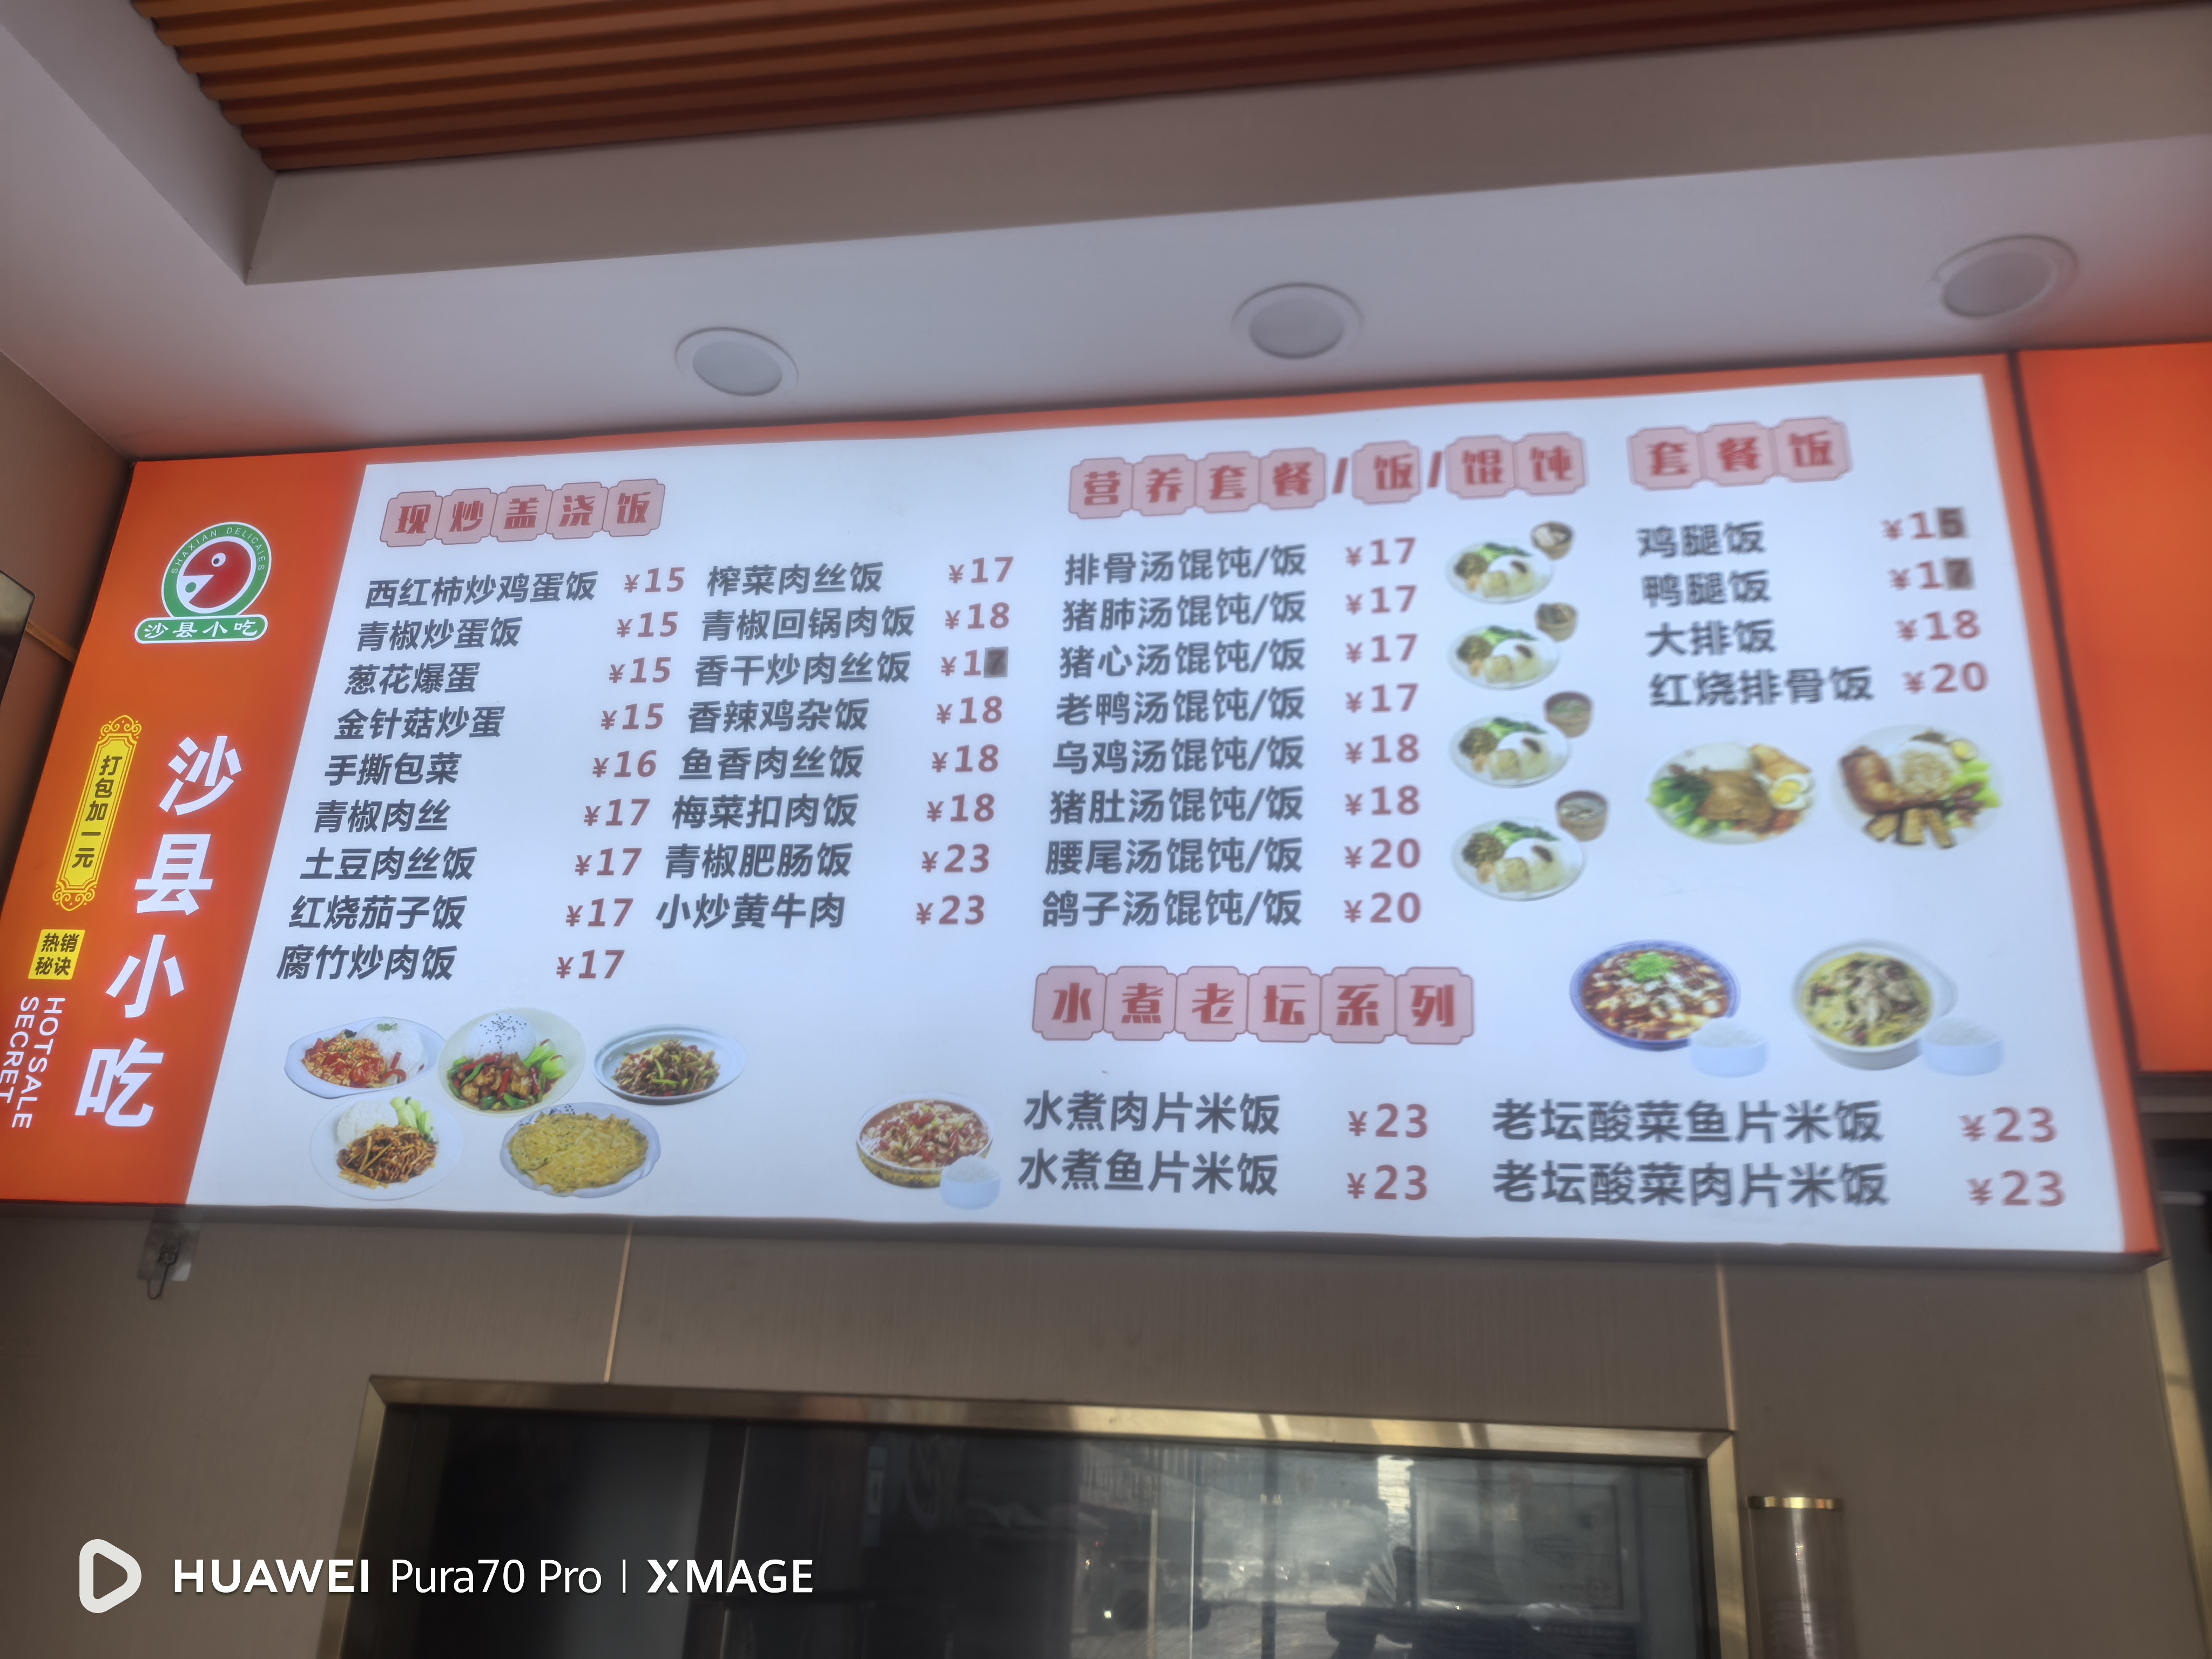 SHAXIAN DELICAIES
沙县小吃
打包加一元
沙县小吃
热销
秘诀
HOTSALE
SECRET
现炒盖浇饭
西红柿炒鸡蛋饭 ¥15
青椒炒蛋饭 ¥15
葱花爆蛋 ¥15
金针菇炒蛋 ¥15
手撕包菜 ¥16
青椒肉丝 ¥17
土豆肉丝饭 ¥17
红烧茄子饭 ¥17
腐竹炒肉饭 ¥17
榨菜肉丝饭 ¥17
青椒回锅肉饭 ¥18
香干炒肉丝饭 ¥17
香辣鸡杂饭 ¥18
鱼香肉丝饭 ¥18
梅菜扣肉饭 ¥18
青椒肥肠饭 ¥23
小炒黄牛肉 ¥23
营养套餐/饭/馄饨
排骨汤馄饨/饭 ¥17
猪肺汤馄饨/饭 ¥17
猪心汤馄饨/饭 ¥17
老鸭汤馄饨/饭 ¥17
乌鸡汤馄饨/饭 ¥18
猪肚汤馄饨/饭 ¥18
腰尾汤馄饨/饭 ¥20
鸽子汤馄饨/饭 ¥20
套餐饭
鸡腿饭 ¥15
鸭腿饭 ¥17
大排饭 ¥18
红烧排骨饭 ¥20
水煮老坛系列
水煮肉片米饭 ¥23
水煮鱼片米饭 ¥23
老坛酸菜鱼片米饭 ¥23
老坛酸菜肉片米饭 ¥23
HUAWEI Pura70 Pro | XMAGE